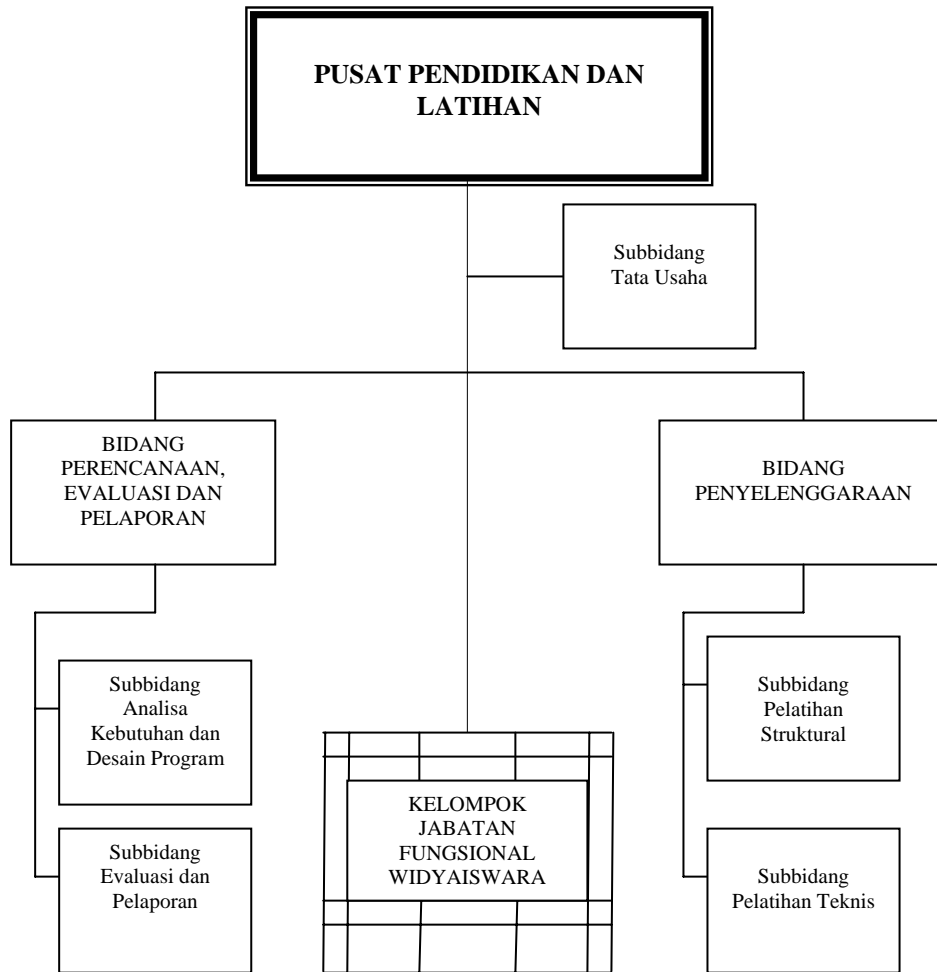 PUSAT PENDIDIKAN DAN
LATIHAN
Subbidang
Tata Usaha
BIDANG
PERENCANAAN,
EVALUASI DAN
PELAPORAN
BIDANG
PENYELENGGARAAN
Subbidang
Analisa
Kebutuhan dan
Desain Program
Subbidang
Pelatihan
Struktural
KELOMPOK
JABATAN
FUNGSIONAL
WIDYAISWARA
Subbidang
Evaluasi dan
Pelaporan
Subbidang
Pelatihan Teknis